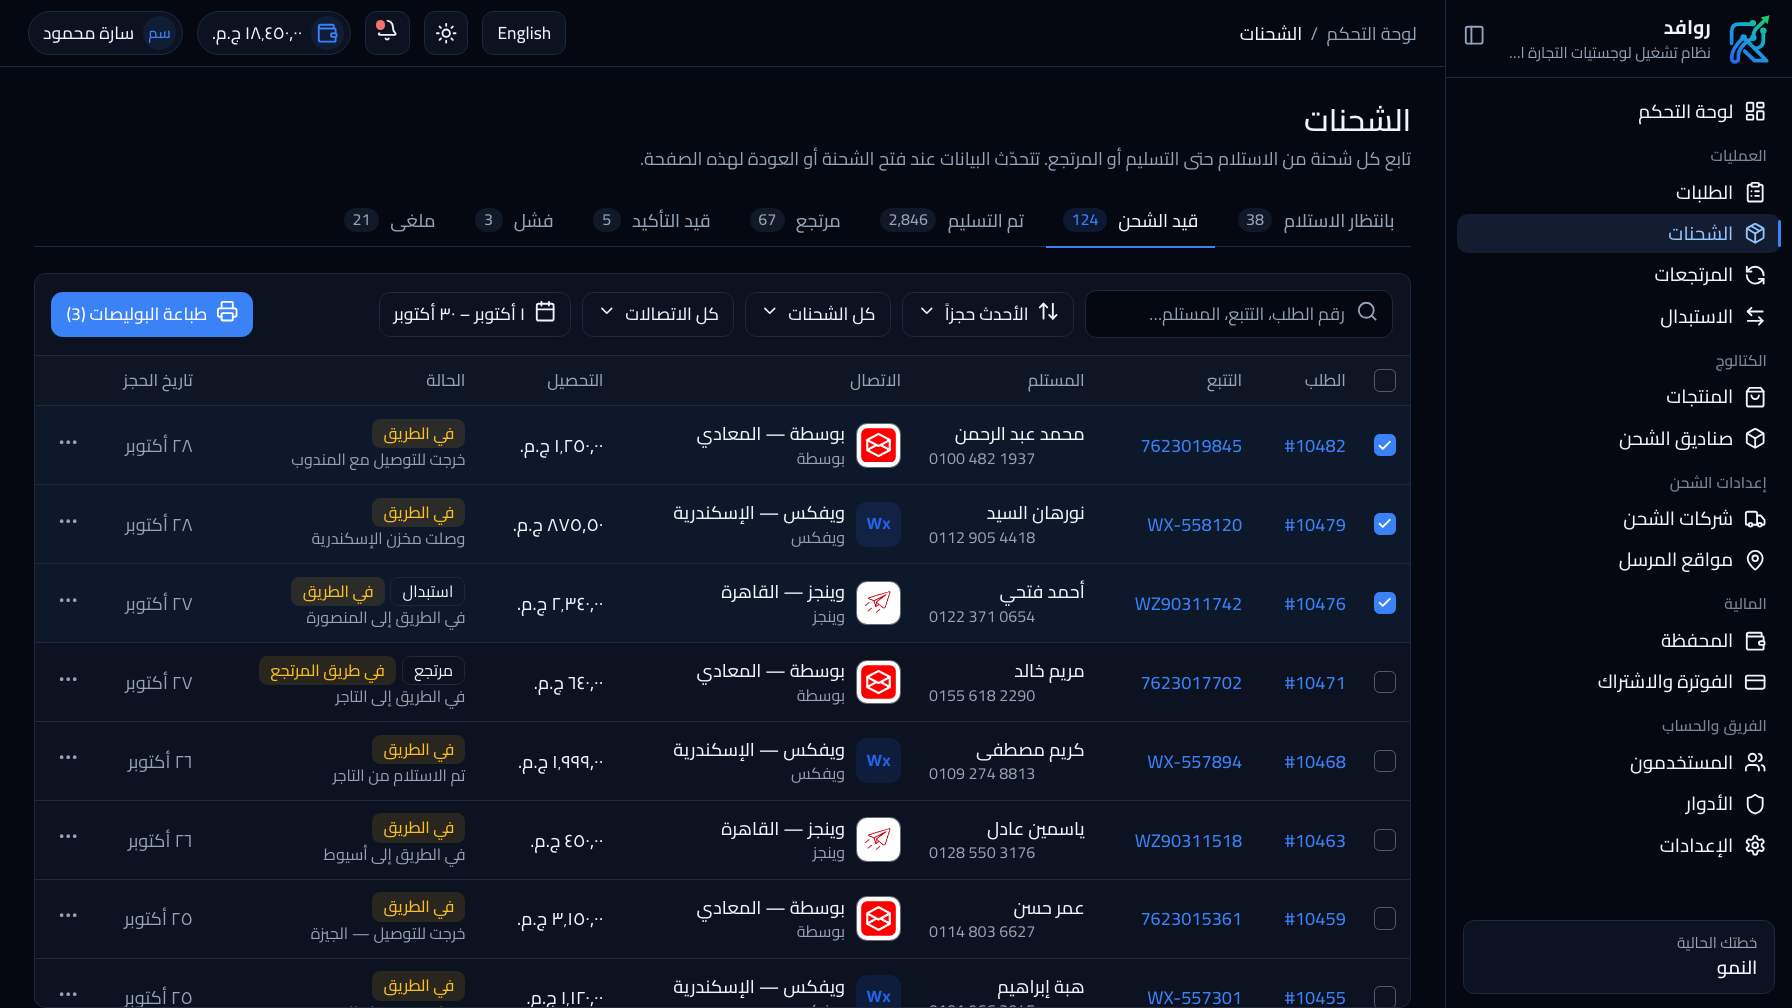 روافد
نظام تشغيل لوجستيات التجارة ا...
لوحة التحكم / الشحنات
English
١٨,٤٥٠,٠٠ ج.م.
سم سارة محمود
لوحة التحكم
العمليات
الطلبات
الشحنات
المرتجعات
الاستبدال
الكتالوج
المنتجات
صناديق الشحن
إعدادات الشحن
شركات الشحن
مواقع المرسل
المالية
المحفظة
الفوترة والاشتراك
الفريق والحساب
المستخدمون
الأدوار
الإعدادات
خطتك الحالية
النمو
الشحنات
تابع كل شحنة من الاستلام حتى التسليم أو المرتجع. تتحدّث البيانات عند فتح الشحنة أو العودة لهذه الصفحة.
بانتظار الاستلام 38 قيد الشحن 124 تم التسليم 2,846 مرتجع 67 قيد التأكيد 5 فشل 3 ملغى 21
رقم الطلب، التتبع، المستلم... الأحدث حجزاً كل الشحنات كل الاتصالات ١ أكتوبر – ٣٠ أكتوبر طباعة البوليصات (3)
الطلب التتبع المستلم الاتصال التحصيل الحالة تاريخ الحجز
#10482 7623019845 محمد عبد الرحمن بوسطة — المعادي ١,٢٥٠,٠٠ ج.م. في الطريق ٢٨ أكتوبر
0100 482 1937 بوسطة خرجت للتوصيل مع المندوب
#10479 WX-558120 نورهان السيد Wx ويفكس — الإسكندرية ٨٧٥,٥٠ ج.م. في الطريق ٢٨ أكتوبر
0112 905 4418 ويفكس وصلت مخزن الإسكندرية
#10476 WZ90311742 أحمد فتحي وينجز — القاهرة ٢,٣٤٠,٠٠ ج.م. استبدال في الطريق ٢٧ أكتوبر
0122 371 0654 وينجز في الطريق إلى المنصورة
#10471 7623017702 مريم خالد بوسطة — المعادي ٦٤٠,٠٠ ج.م. مرتجع في طريق المرتجع ٢٧ أكتوبر
0155 618 2290 بوسطة في الطريق إلى التاجر
#10468 WX-557894 كريم مصطفى Wx ويفكس — الإسكندرية ١,٩٩٩,٠٠ ج.م. في الطريق ٢٦ أكتوبر
0109 274 8813 ويفكس تم الاستلام من التاجر
#10463 WZ90311518 ياسمين عادل وينجز — القاهرة ٤٥٠,٠٠ ج.م. في الطريق ٢٦ أكتوبر
0128 550 3176 وينجز في الطريق إلى أسيوط
#10459 7623015361 عمر حسن بوسطة — المعادي ٣,١٥٠,٠٠ ج.م. في الطريق ٢٥ أكتوبر
0114 803 6627 بوسطة خرجت للتوصيل — الجيزة
#10455 WX-557301 هبة إبراهيم Wx ويفكس — الإسكندرية ١,١٢٠,٠٠ ج.م. في الطريق ٢٥ أكتوبر